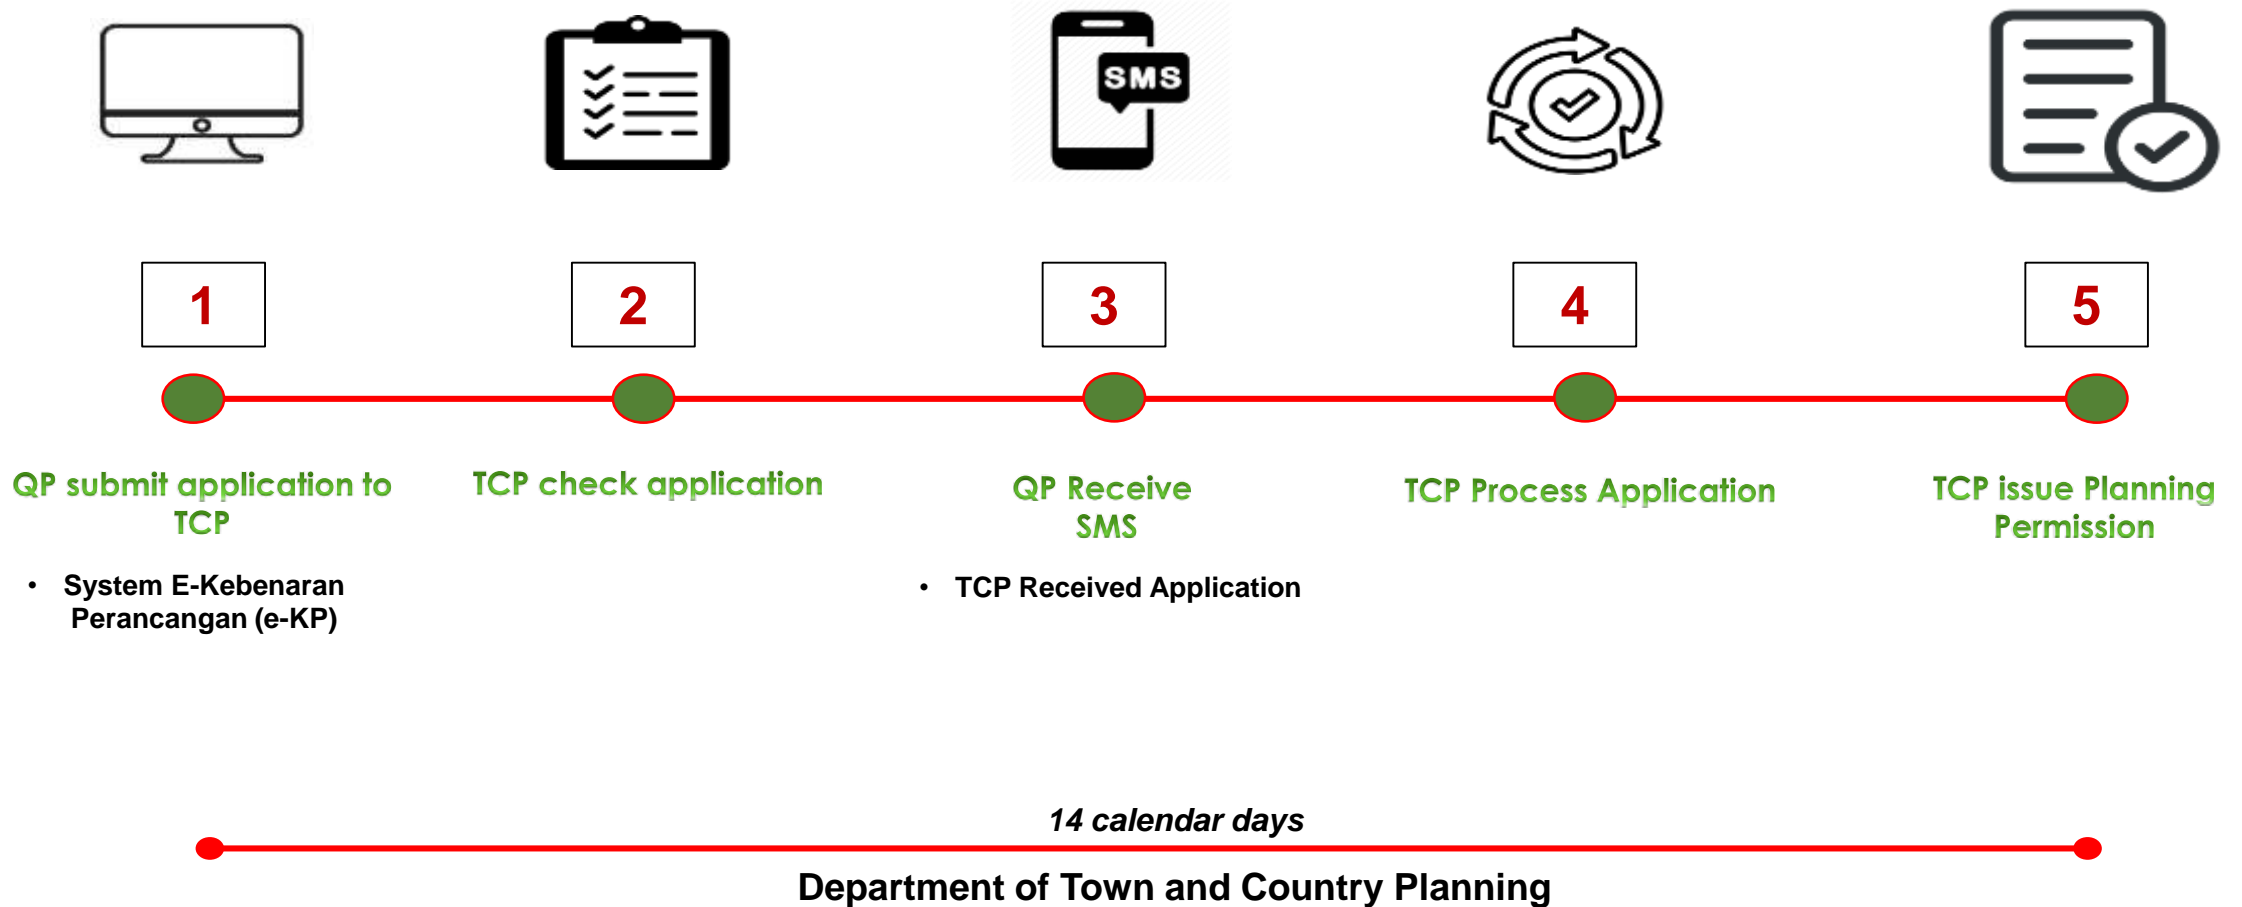 SMS
1
2
3
4
5
QP submit application to
TCP
TCP check application
QP Receive
SMS
TCP Process Application
TCP issue Planning
Permission
• System E-Kebenaran
Perancangan (e-KP)
• TCP Received Application
14 calendar days
Department of Town and Country Planning